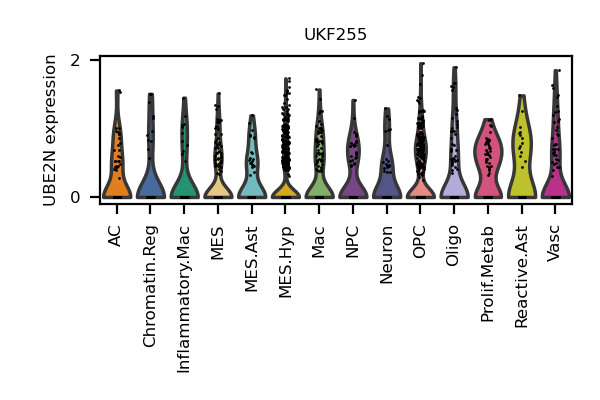 UKF255
UBE2N expression
2
0
AC
Chromatin.Reg
Inflammatory.Mac
MES
MES.Ast
MES.Hyp
Mac
NPC
Neuron
OPC
Oligo
Prolif.Metab
Reactive.Ast
Vasc